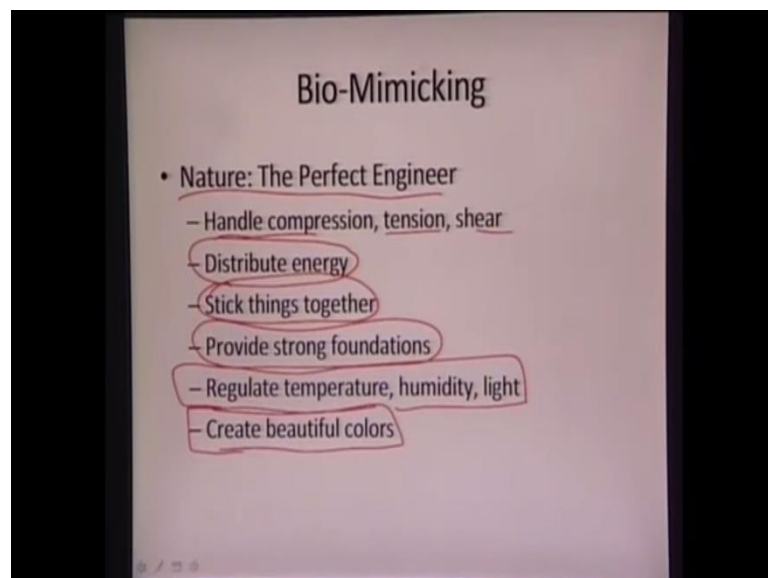 Bio-Mimicking
• Nature: The Perfect Engineer
– Handle compression, tension, shear
– Distribute energy
– Stick things together
– Provide strong foundations
– Regulate temperature, humidity, light
– Create beautiful colors